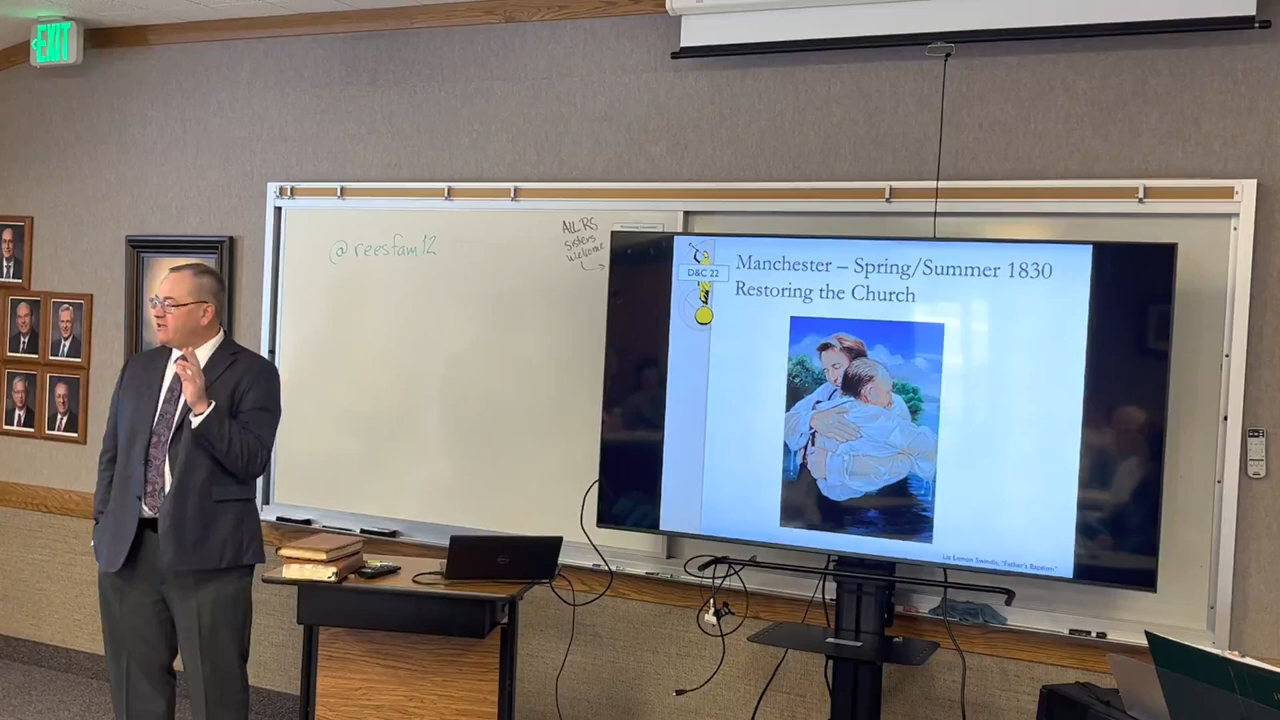 EXIT
@reesfam12
ALL RS
sisters
welcome
D&C 22
Manchester – Spring/Summer 1830
Restoring the Church
Liz Lemon Swindle, "Father's Baptism"
DELL